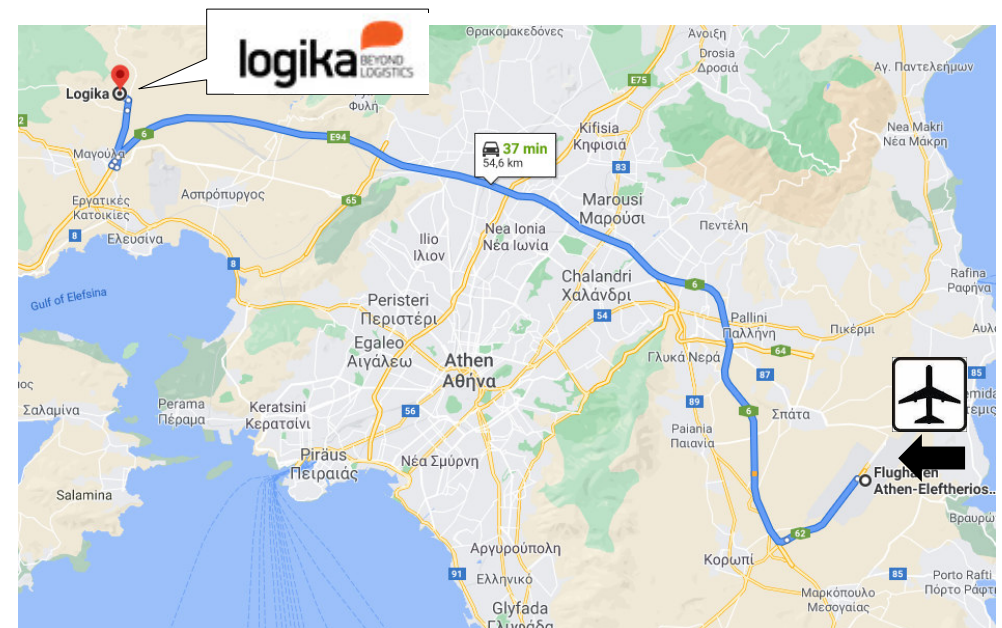 logika
BEYOND
LOGISTICS
Θρακομακεδόνες
Άνοιξη
Drosia
Δροσιά
Αγ. Παντελεήμων
E75
Logika
Φυλή
2
6
E94
Μαγούλα
37 min
54,6 km
Kifisia
Κηφισιά
83
Nea Makri
Νέα Μάκρη
Ασπρόπυργος
65
Εργατικές
Κατοικίες
8
Ελευσίνα
8
Marousi
Μαρούσι
Πεντέλη
Ilio
Ίλιον
Nea Ionia
Νέα Ιωνία
Gulf of Elefsina
Chalandri
Χαλάνδρι
6
Rafina
Ραφήνα
Peristeri
Περιστέρι
54
Pallini
Παλλήνη
Πικέρμι
Egaleo
Αιγάλεω
Athen
Αθήνα
Γλυκά Νερά
64
87
85
Σαλαμίνα
Perama
Πέραμα
Keratsini
Κερατσίνι
56
89
6
Σπάτα
Paiania
Παιανία
Piräus
Πειραιάς
Νέα Σμύρνη
Salamina
Flughafen
Athen-Eleftherios...
62
Αργυρούπολη
Κορωπί
91
Ελληνικό
85
Porto Rafti
Μαρκόπουλο
Μεσογαίας
Glyfada
Γλυφάδα